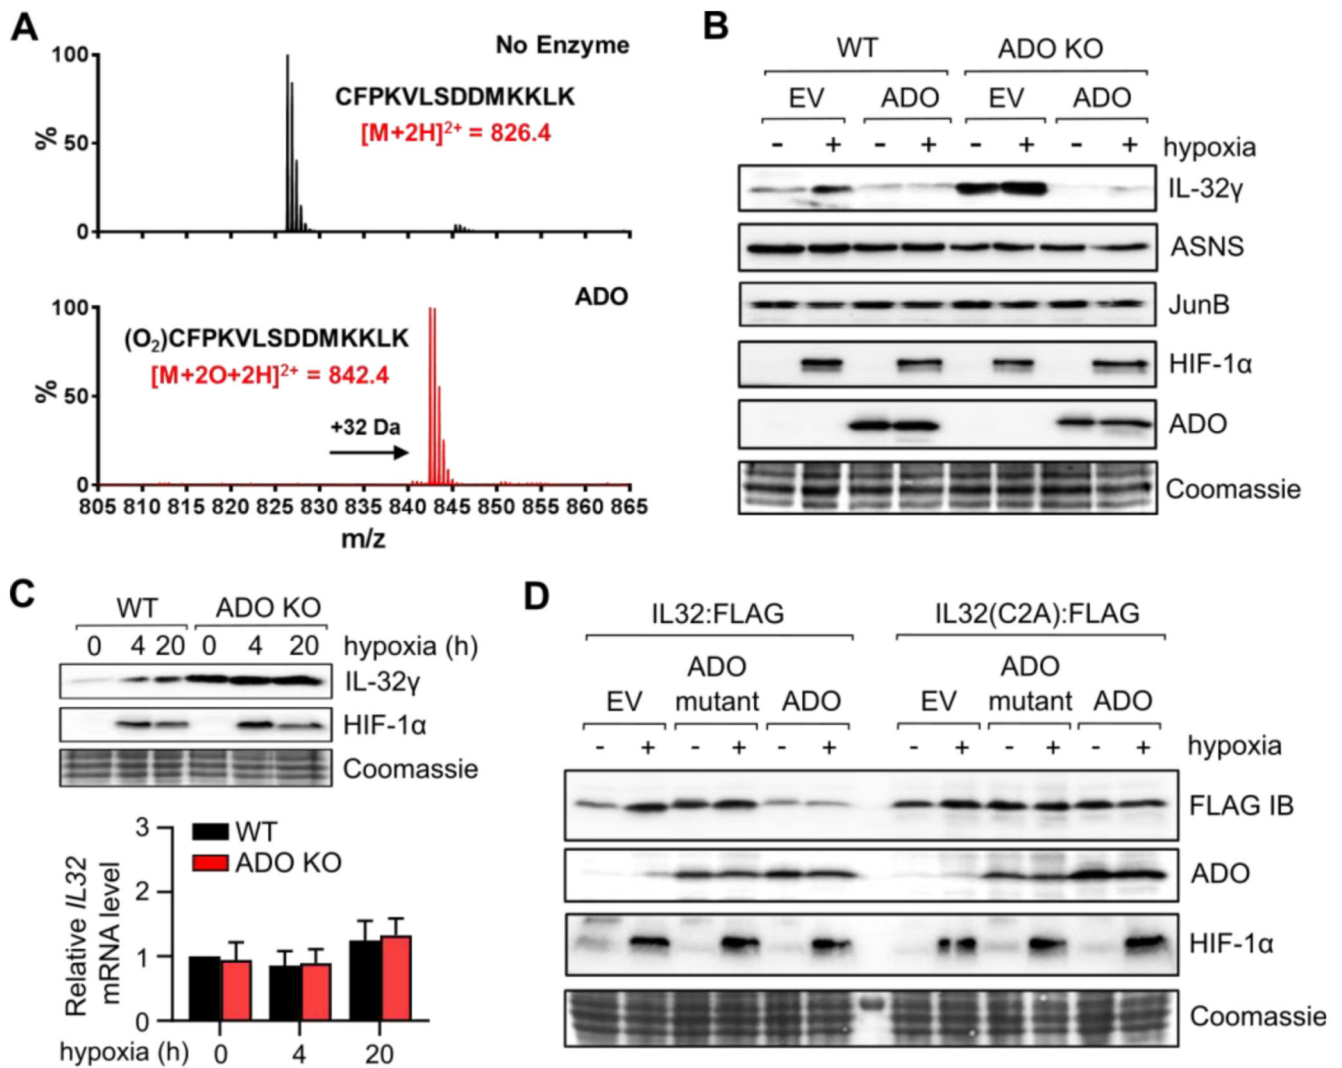 A
No Enzyme
100
50
0
%
CFPKVLSDDMKKLK
[M+2H]2+ = 826.4
ADO
100
50
0
%
(O2)CFPKVLSDDMKKLK
[M+2O+2H]2+ = 842.4
+32 Da
805 810 815 820 825 830 835 840 845 850 855 860 865
m/z
B
WT ADO KO
EV ADO EV ADO
- + - + - + - + hypoxia
IL-32γ
ASNS
JunB
HIF-1α
ADO
Coomassie
C
WT ADO KO
0 4 20 0 4 20 hypoxia (h)
IL-32γ
HIF-1α
Coomassie
3
2
1
0
Relative IL32
mRNA level
WT
ADO KO
hypoxia (h) 0 4 20
D
IL32:FLAG IL32(C2A):FLAG
ADO ADO
EV mutant ADO EV mutant ADO
- + - + - + - + - + - + hypoxia
FLAG IB
ADO
HIF-1α
Coomassie